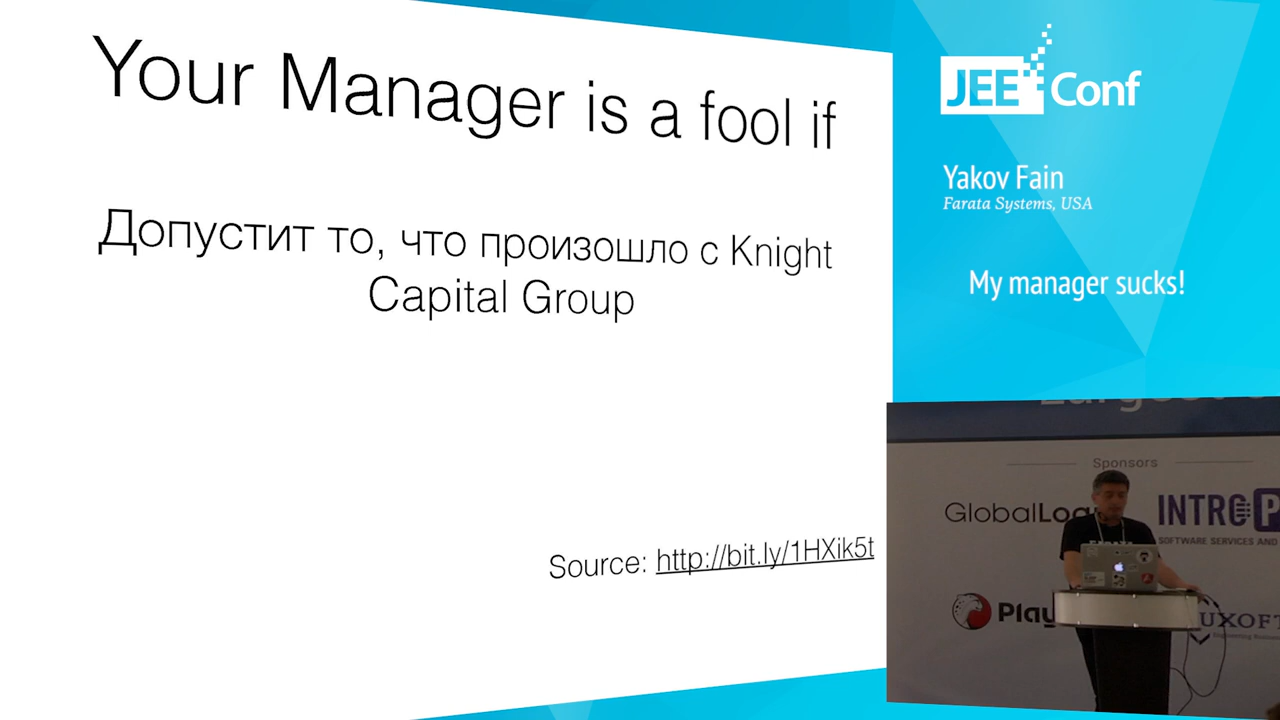 Your Manager is a fool if
Допустит то, что произошло с Knight
Capital Group
Source: http://bit.ly/1HXik5t
JEE Conf
Yakov Fain
Farata Systems, USA
My manager sucks!
Sponsors
GlobalLog
INTRO P
SOFTWARE SERVICES AND
Play
UXOFT